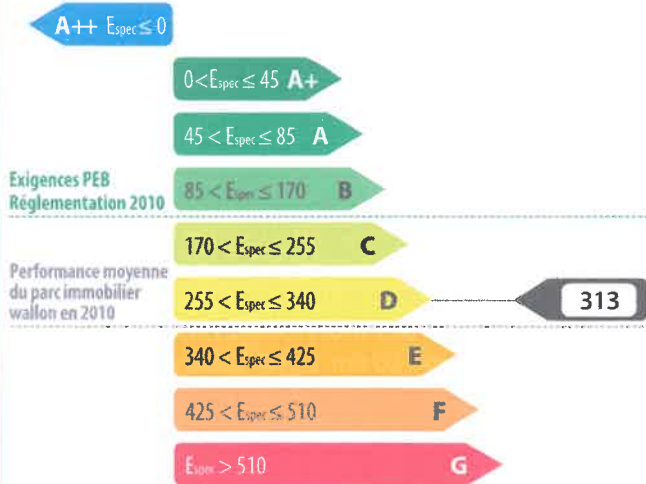 A++ Espec ≤ 0
0 < Espec ≤ 45 A+
45 < Espec ≤ 85 A
Exigences PEB
Réglementation 2010
85 < Espec ≤ 170 B
170 < Espec ≤ 255 C
Performance moyenne
du parc immobilier
wallon en 2010
255 < Espec ≤ 340 D
313
340 < Espec ≤ 425 E
425 < Espec ≤ 510 F
Espec > 510 G